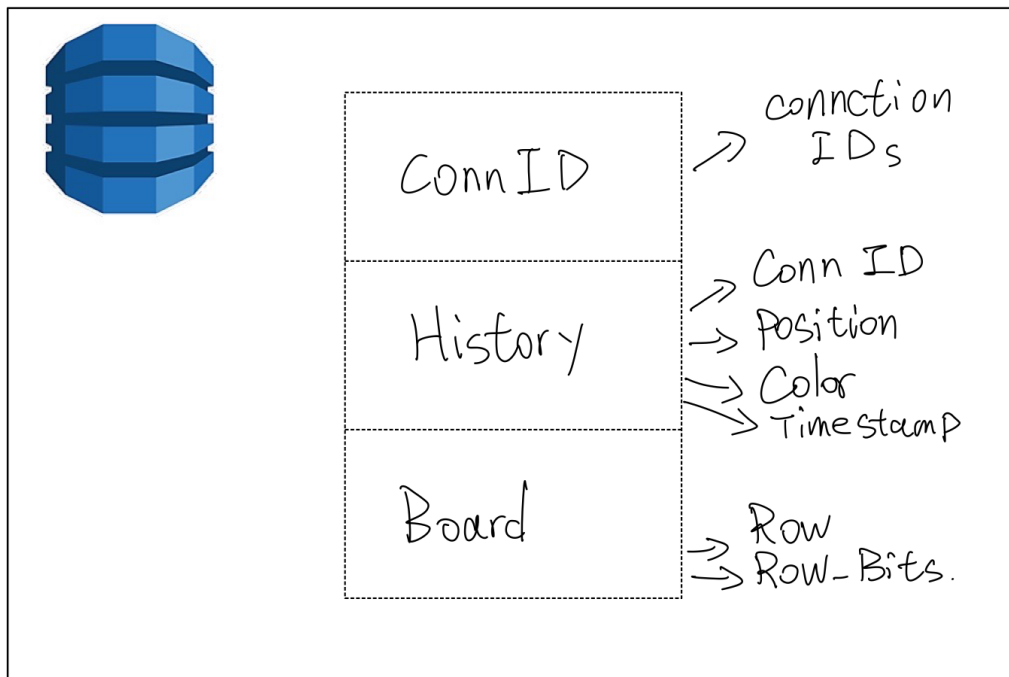 ConnID
connction
IDs
History
Conn ID
Position
Color
Timestamp
Board
Row
Row_Bits.